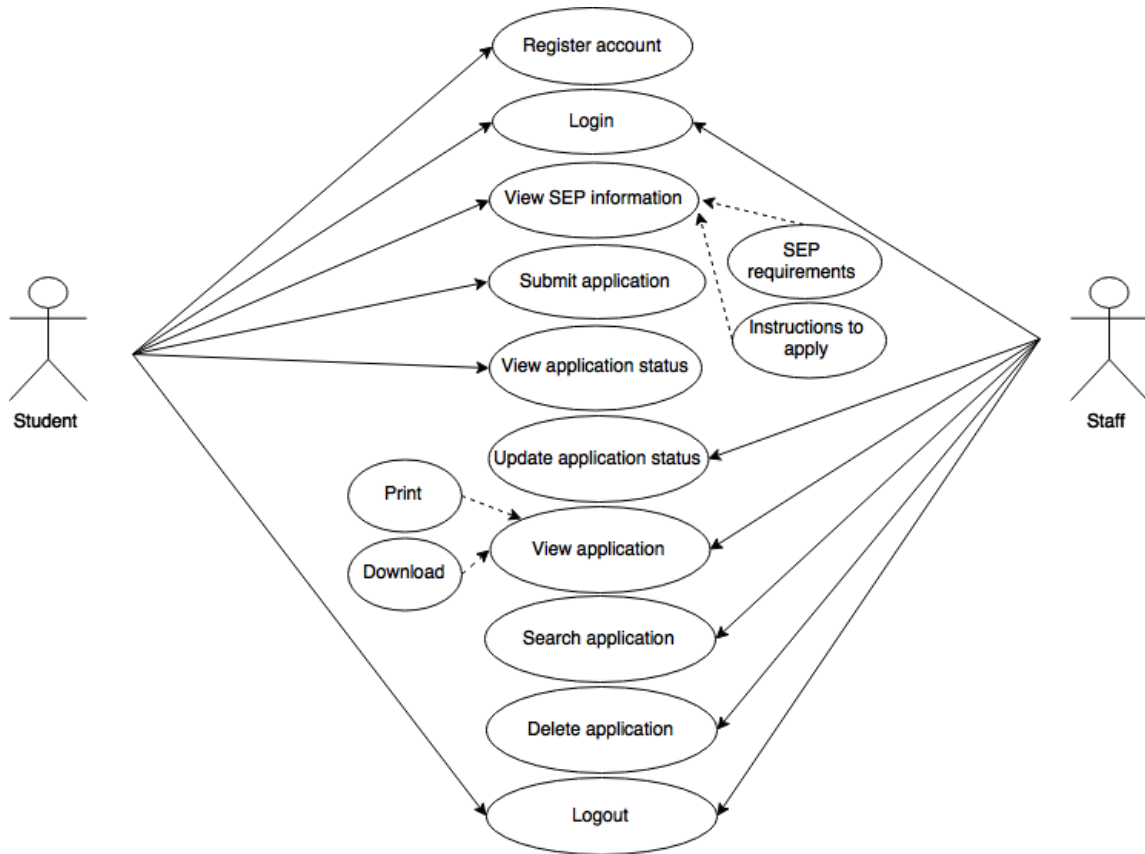 Register account
Login
View SEP information
SEP
requirements
Submit application
Instructions to
apply
View application status
Student
Staff
Update application status
Print
View application
Download
Search application
Delete application
Logout